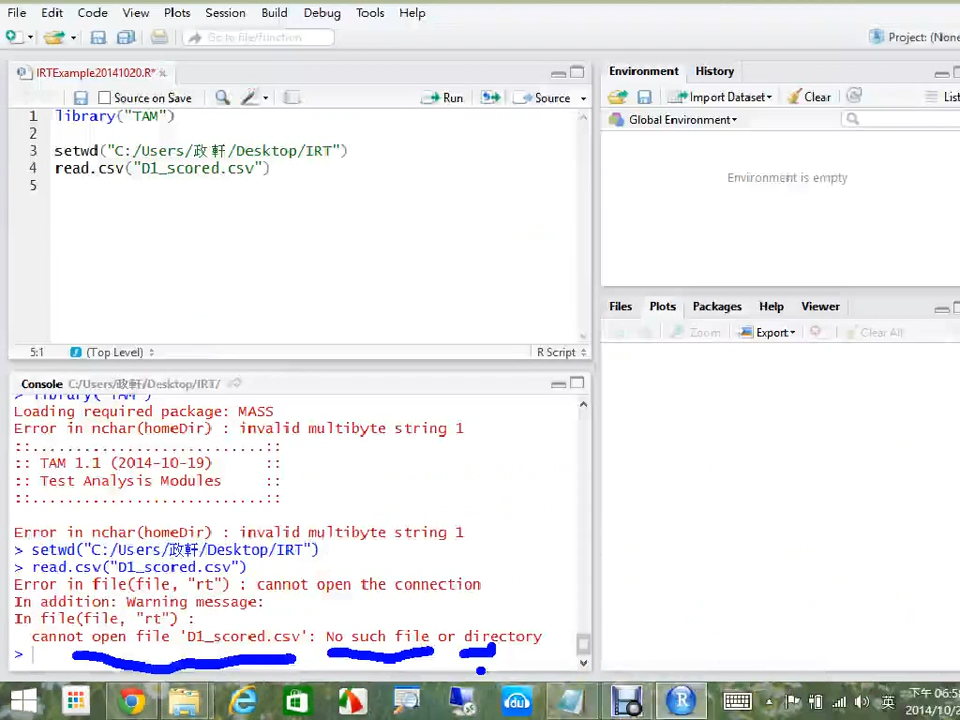 File Edit Code View Plots Session Build Debug Tools Help
Go to file/function Project: (None
IRTExample20141020.R* Environment History
Source on Save Run Source Import Dataset Clear List
Global Environment
1 library("TAM")
2
3 setwd("C:/Users/政軒/Desktop/IRT")
4 read.csv("D1_scored.csv")
5
Environment is empty
Files Plots Packages Help Viewer
Zoom Export Clear All
5:1 (Top Level) R Script
Console C:/Users/政軒/Desktop/IRT/
> library("TAM")
Loading required package: MASS
Error in nchar(homeDir) : invalid multibyte string 1
::...........................::
:: TAM 1.1 (2014-10-19) ::
:: Test Analysis Modules ::
::...........................::
Error in nchar(homeDir) : invalid multibyte string 1
> setwd("C:/Users/政軒/Desktop/IRT")
> read.csv("D1_scored.csv")
Error in file(file, "rt") : cannot open the connection
In addition: Warning message:
In file(file, "rt") :
cannot open file 'D1_scored.csv': No such file or directory
>
du R 英 下午 06:5
2014/10/2